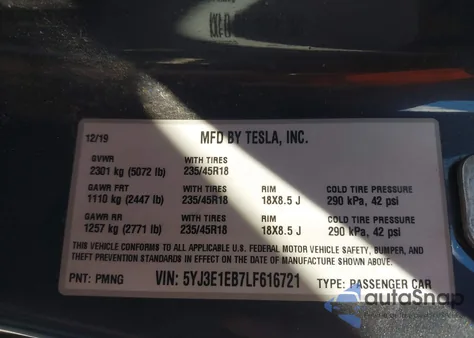 12/19 MFD BY TESLA, INC.
GVWR WITH TIRES
2301 kg (5072 lb) 235/45R18
GAWR FRT WITH TIRES RIM COLD TIRE PRESSURE
1110 kg (2447 lb) 235/45R18 18X8.5 J 290 kPa, 42 psi
GAWR RR WITH TIRES RIM COLD TIRE PRESSURE
1257 kg (2771 lb) 235/45R18 18X8.5 J 290 kPa, 42 psi
THIS VEHICLE CONFORMS TO ALL APPLICABLE U.S. FEDERAL MOTOR VEHICLE SAFETY, BUMPER, AND
THEFT PREVENTION STANDARDS IN EFFECT ON THE DATE OF MANUFACTURE SHOWN ABOVE.
PNT: PMNG VIN: 5YJ3E1EB7LF616721 TYPE: PASSENGER CAR
autoSnap